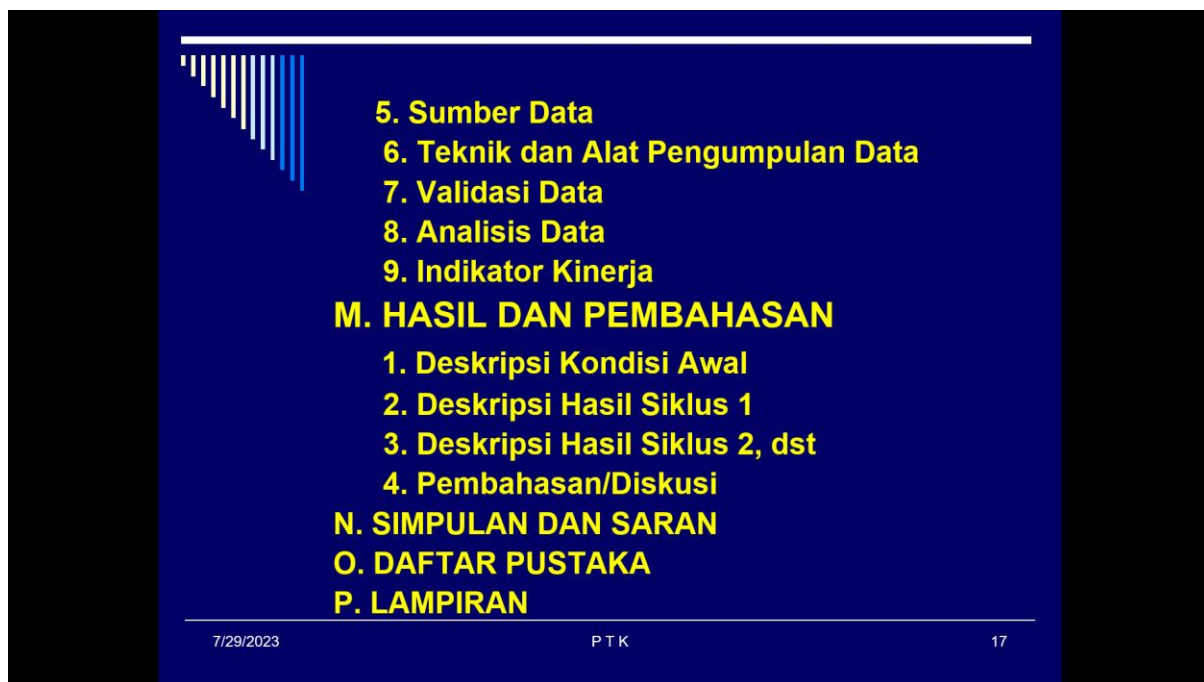 5. Sumber Data
6. Teknik dan Alat Pengumpulan Data
7. Validasi Data
8. Analisis Data
9. Indikator Kinerja
M. HASIL DAN PEMBAHASAN
1. Deskripsi Kondisi Awal
2. Deskripsi Hasil Siklus 1
3. Deskripsi Hasil Siklus 2, dst
4. Pembahasan/Diskusi
N. SIMPULAN DAN SARAN
O. DAFTAR PUSTAKA
P. LAMPIRAN
7/29/2023 P T K 17